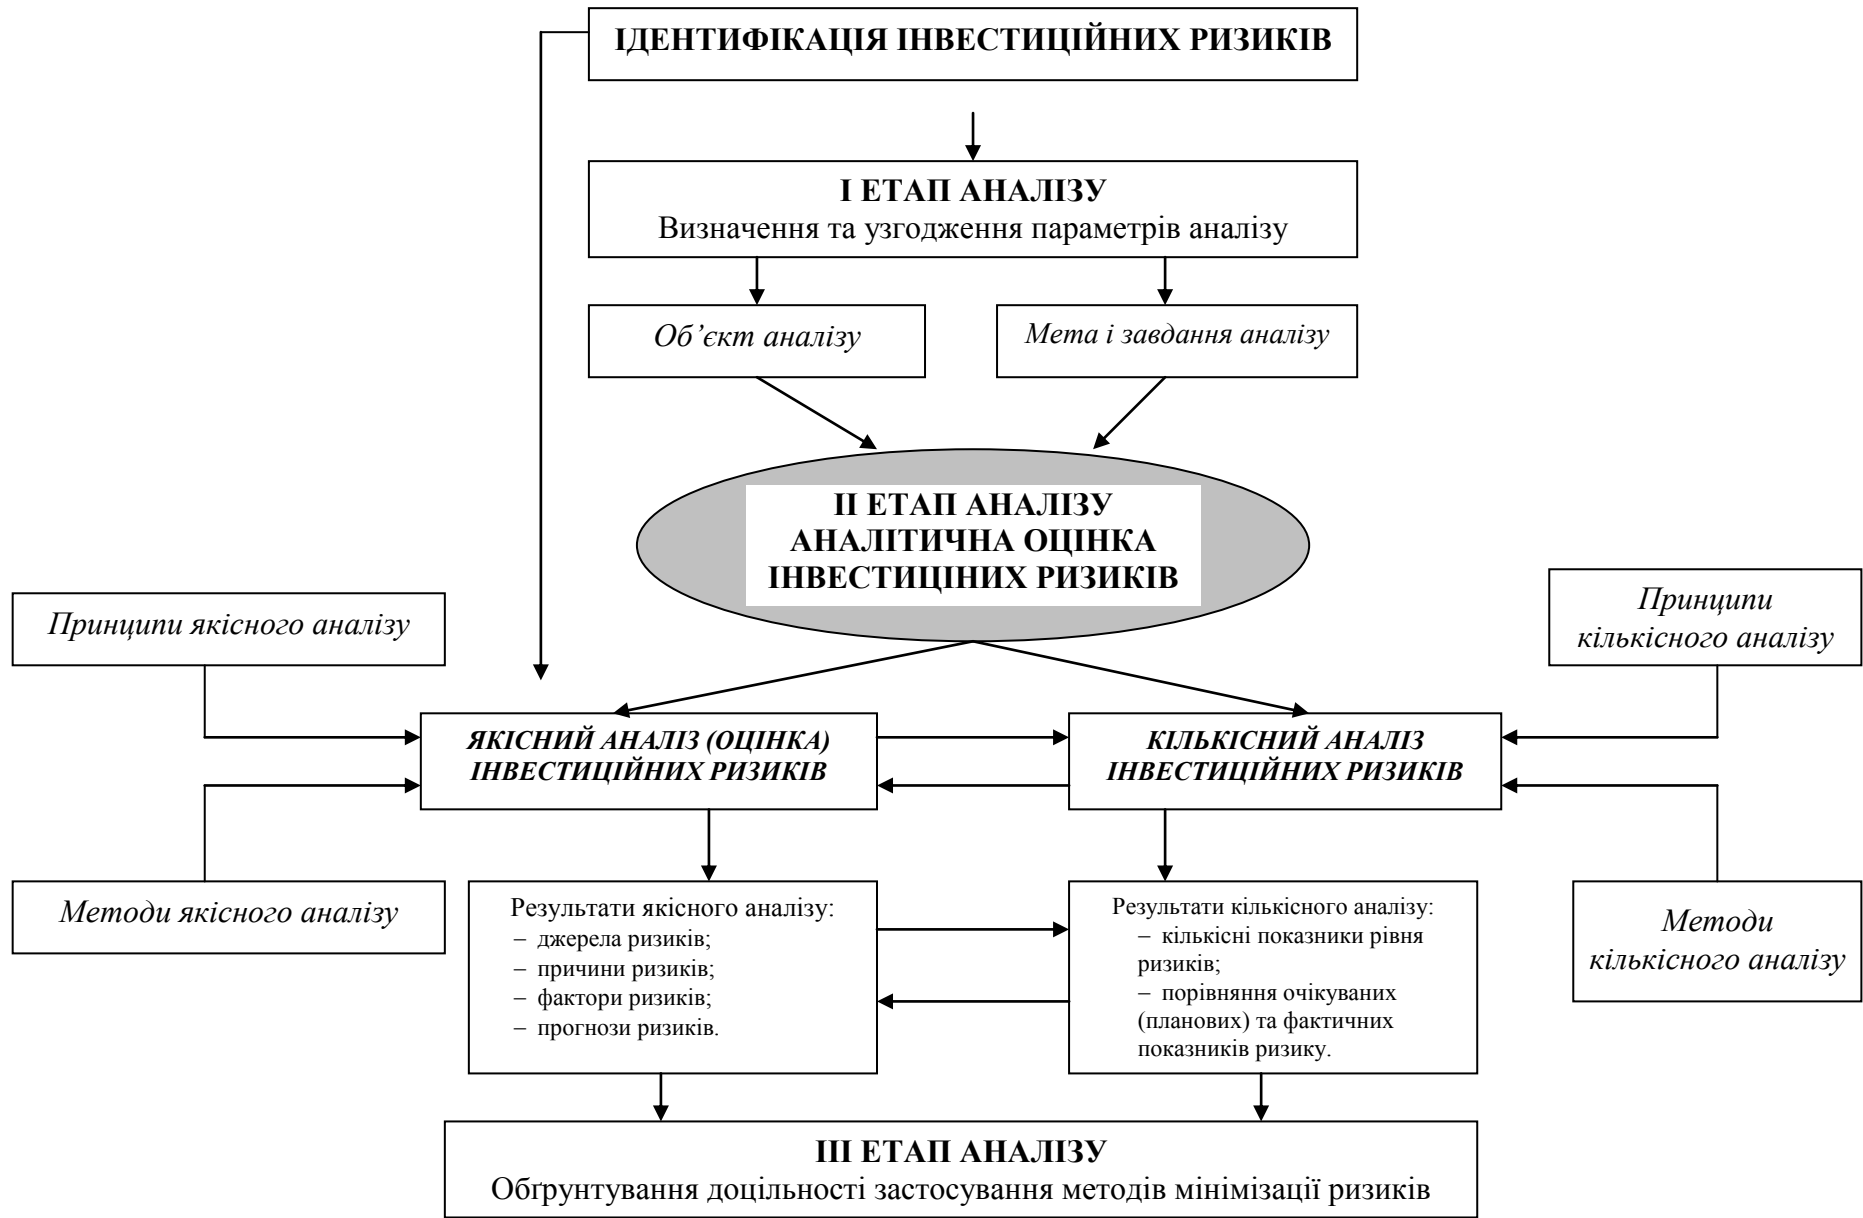 ІДЕНТИФІКАЦІЯ ІНВЕСТИЦІЙНИХ РИЗИКІВ
І ЕТАП АНАЛІЗУ
Визначення та узгодження параметрів аналізу
Об’єкт аналізу
Мета і завдання аналізу
ІІ ЕТАП АНАЛІЗУ
АНАЛІТИЧНА ОЦІНКА
ІНВЕСТИЦІНИХ РИЗИКІВ
Принципи якісного аналізу
Принципи
кількісного аналізу
ЯКІСНИЙ АНАЛІЗ (ОЦІНКА)
ІНВЕСТИЦІЙНИХ РИЗИКІВ
КІЛЬКІСНИЙ АНАЛІЗ
ІНВЕСТИЦІЙНИХ РИЗИКІВ
Методи якісного аналізу
Результати якісного аналізу:
– джерела ризиків;
– причини ризиків;
– фактори ризиків;
– прогнози ризиків.
Результати кількісного аналізу:
– кількісні показники рівня
ризиків;
– порівняння очікуваних
(планових) та фактичних
показників ризику.
Методи
кількісного аналізу
ІІІ ЕТАП АНАЛІЗУ
Обґрунтування доцільності застосування методів мінімізації ризиків